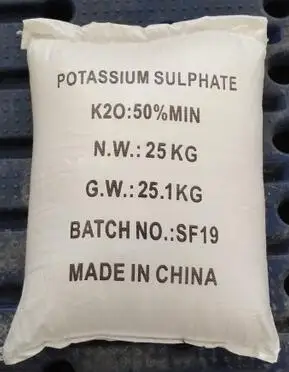 POTASSIUM SULPHATE
K2O:50%MIN
N.W.: 25 KG
G.W.: 25.1KG
BATCH NO.:SF19
MADE IN CHINA